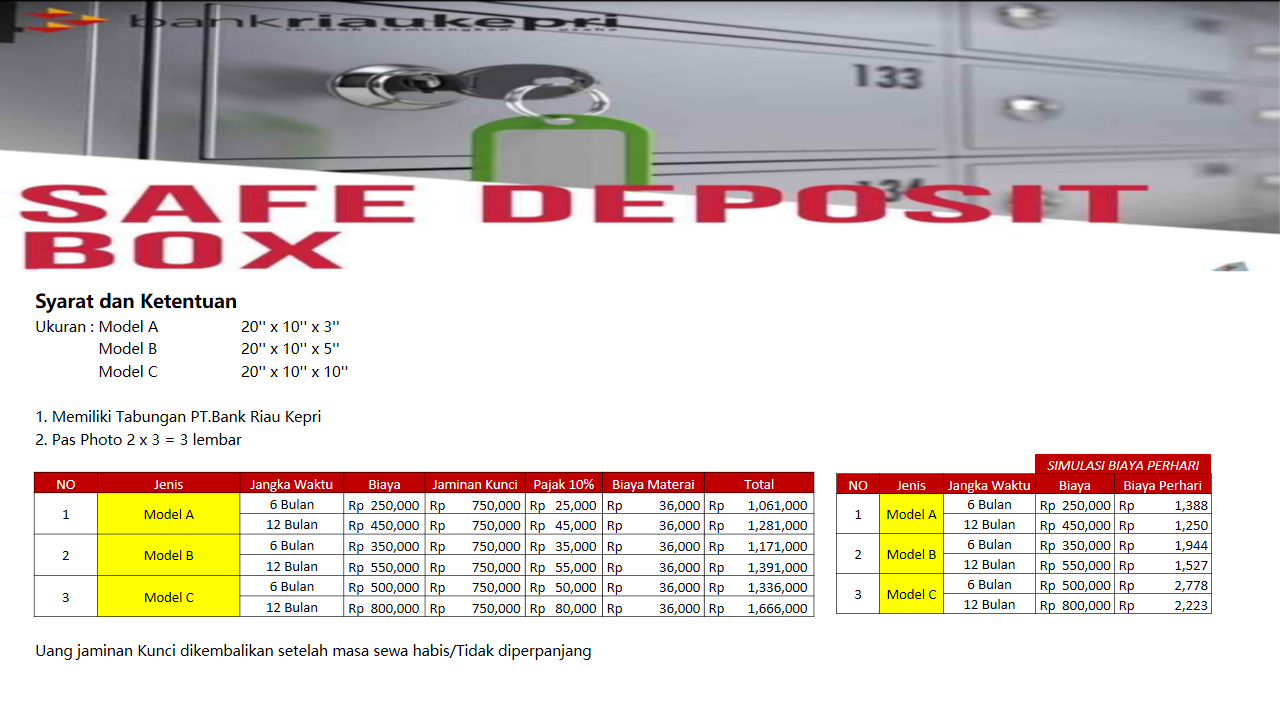 bankriaukepri
tumbuh kembangkan usaha
133
134
SAFE DEPOSIT
BOX
Syarat dan Ketentuan
Ukuran : Model A 20'' x 10'' x 3''
Model B 20'' x 10'' x 5''
Model C 20'' x 10'' x 10''
1. Memiliki Tabungan PT.Bank Riau Kepri
2. Pas Photo 2 x 3 = 3 lembar
NO Jenis Jangka Waktu Biaya Jaminan Kunci Pajak 10% Biaya Materai Total
1 Model A 6 Bulan Rp 250,000 Rp 750,000 Rp 25,000 Rp 36,000 Rp 1,061,000
12 Bulan Rp 450,000 Rp 750,000 Rp 45,000 Rp 36,000 Rp 1,281,000
2 Model B 6 Bulan Rp 350,000 Rp 750,000 Rp 35,000 Rp 36,000 Rp 1,171,000
12 Bulan Rp 550,000 Rp 750,000 Rp 55,000 Rp 36,000 Rp 1,391,000
3 Model C 6 Bulan Rp 500,000 Rp 750,000 Rp 50,000 Rp 36,000 Rp 1,336,000
12 Bulan Rp 800,000 Rp 750,000 Rp 80,000 Rp 36,000 Rp 1,666,000
SIMULASI BIAYA PERHARI
NO Jenis Jangka Waktu Biaya Biaya Perhari
1 Model A 6 Bulan Rp 250,000 Rp 1,388
12 Bulan Rp 450,000 Rp 1,250
2 Model B 6 Bulan Rp 350,000 Rp 1,944
12 Bulan Rp 550,000 Rp 1,527
3 Model C 6 Bulan Rp 500,000 Rp 2,778
12 Bulan Rp 800,000 Rp 2,223
Uang jaminan Kunci dikembalikan setelah masa sewa habis/Tidak diperpanjang